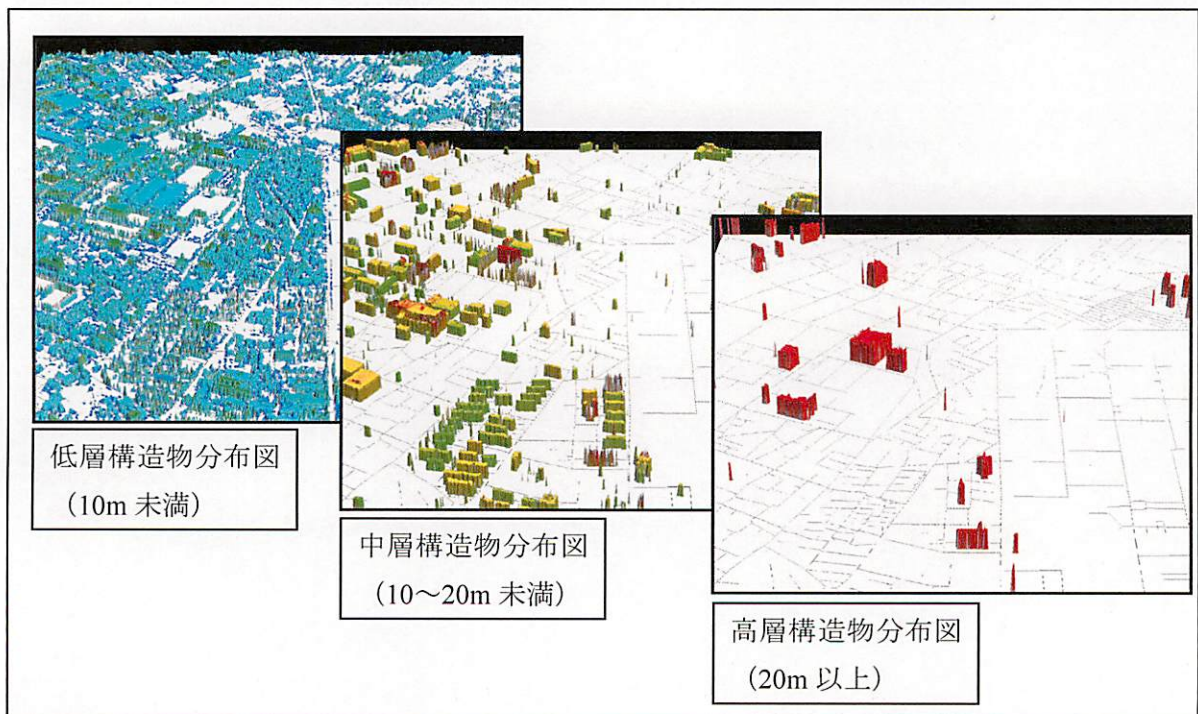 低層構造物分布図
（10m 未満）
中層構造物分布図
（10～20m 未満）
高層構造物分布図
（20m 以上）